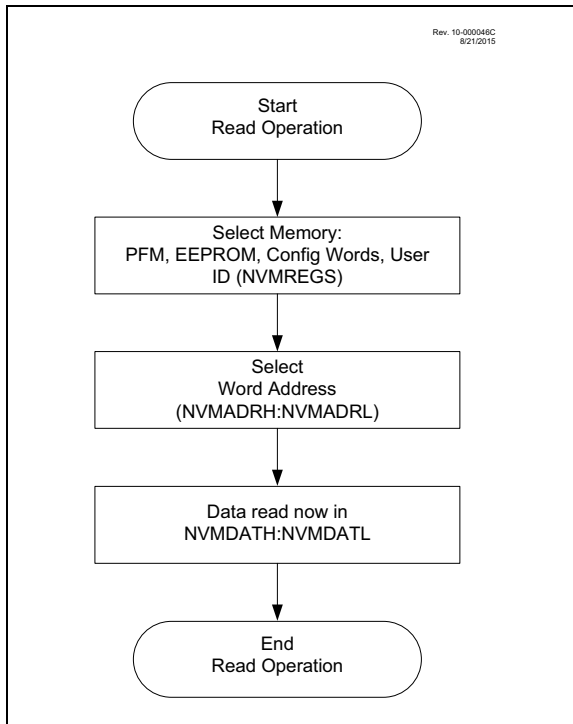 Rev. 10-000046C
8/21/2015
Start
Read Operation
Select Memory:
PFM, EEPROM, Config Words, User
ID (NVMREGS)
Select
Word Address
(NVMADRH:NVMADRL)
Data read now in
NVMDATH:NVMDATL
End
Read Operation